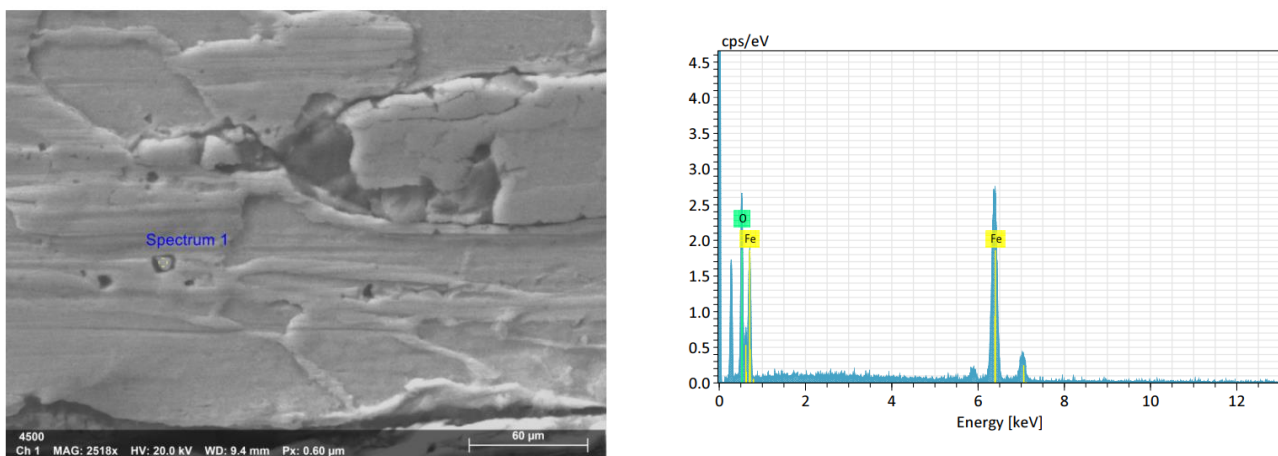 Spectrum 1
4500
Ch 1 MAG: 2518x HV: 20.0 kV WD: 9.4 mm Px: 0.60 µm
60 µm
cps/eV
4.5
4.0
3.5
3.0
2.5
2.0
1.5
1.0
0.5
0.0
O
Fe
Fe
0 2 4 6 8 10 12
Energy [keV]